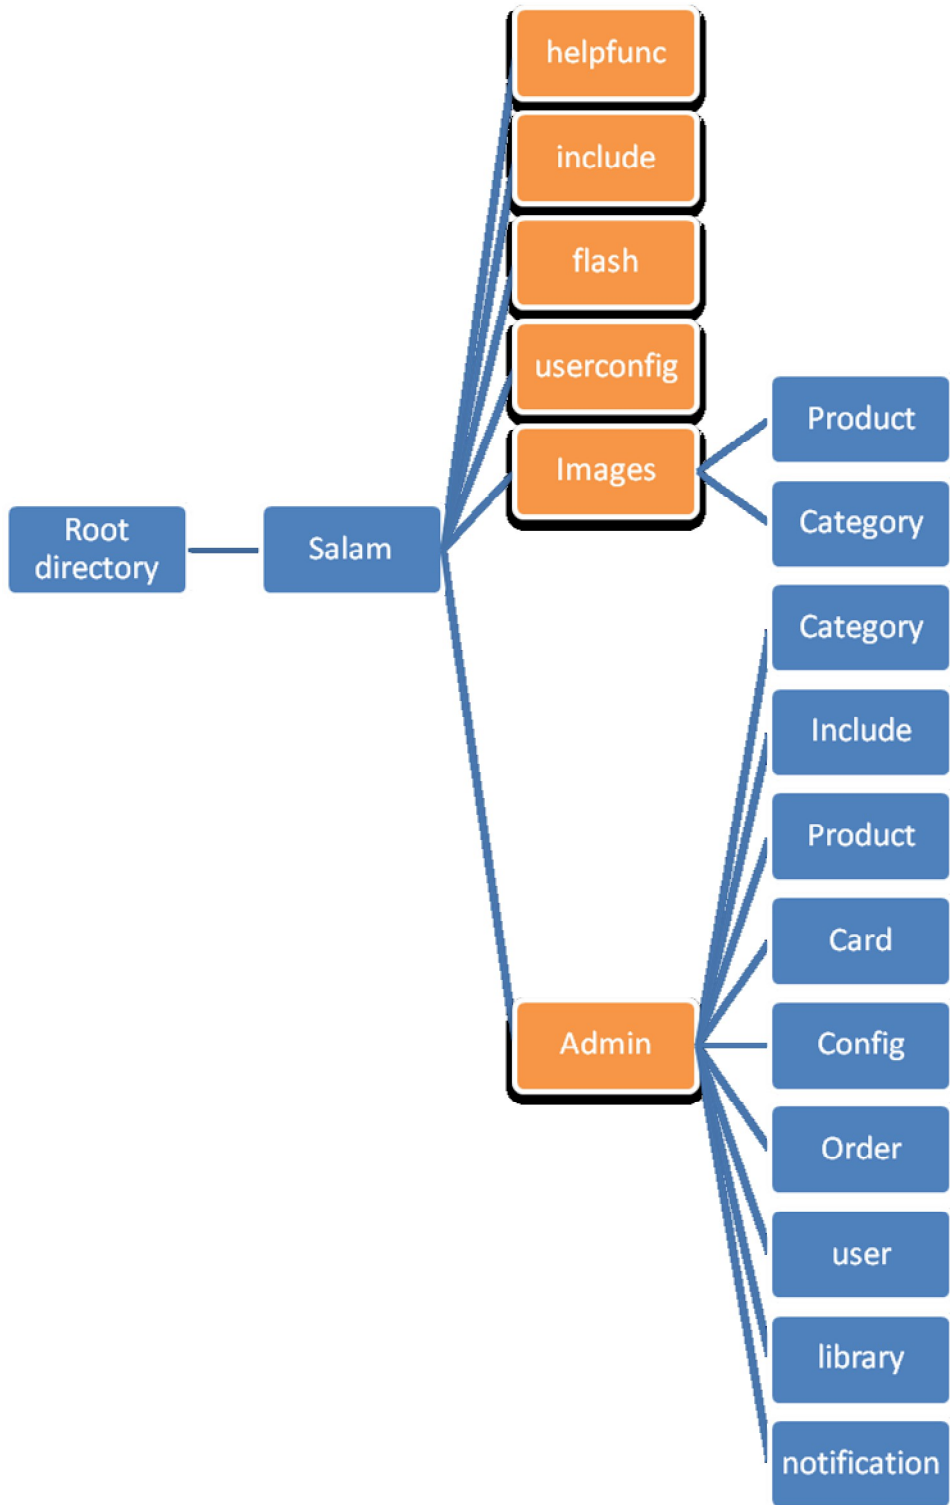 Root
directory
Salam
helpfunc
include
flash
userconfig
Images
Admin
Product
Category
Category
Include
Product
Card
Config
Order
user
library
notification